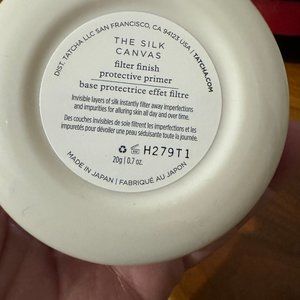 DIST. TATCHA LLC SAN FRANCISCO, CA 94123 USA | TATCHA.COM
THE SILK
CANVAS
filter finish
protective primer
base protectrice effet filtre
Invisible layers of silk instantly filter away imperfections
and impurities for alluring skin all day and over time.
Des couches invisibles de soie filtrent les imperfections et les
impuretés pour dévoiler une peau séduisante toute la journée.
H279T1
20g | 0.7 oz.
MADE IN JAPAN | FABRIQUÉ AU JAPON